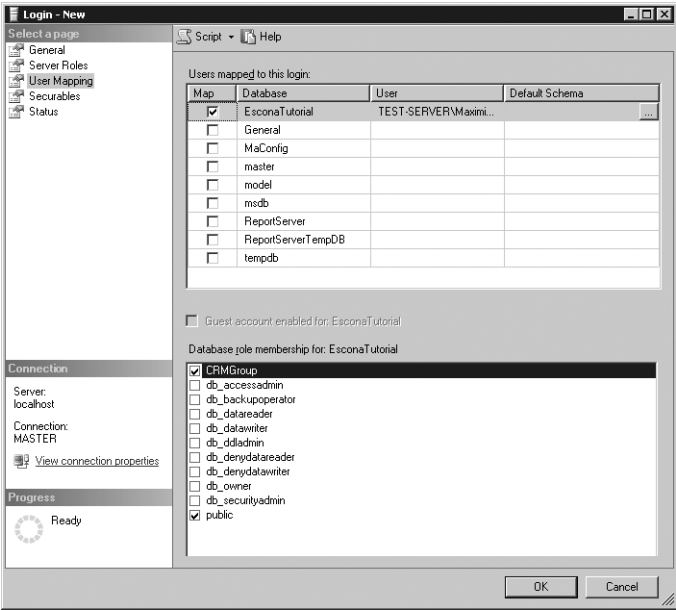 Login - New
Select a page
General
Server Roles
User Mapping
Securables
Status
Script Help
Users mapped to this login:
Map Database User Default Schema
EsconaTutorial TEST-SERVER\Maximi... ...
General
MaConfig
master
model
msdb
ReportServer
ReportServerTempDB
tempdb
Guest account enabled for: EsconaTutorial
Database role membership for: EsconaTutorial
CRMGroup
db_accessadmin
db_backupoperator
db_datareader
db_datawriter
db_ddladmin
db_denydatareader
db_denydatawriter
db_owner
db_securityadmin
public
Connection
Server:
localhost
Connection:
MASTER
View connection properties
Progress
Ready
OK Cancel